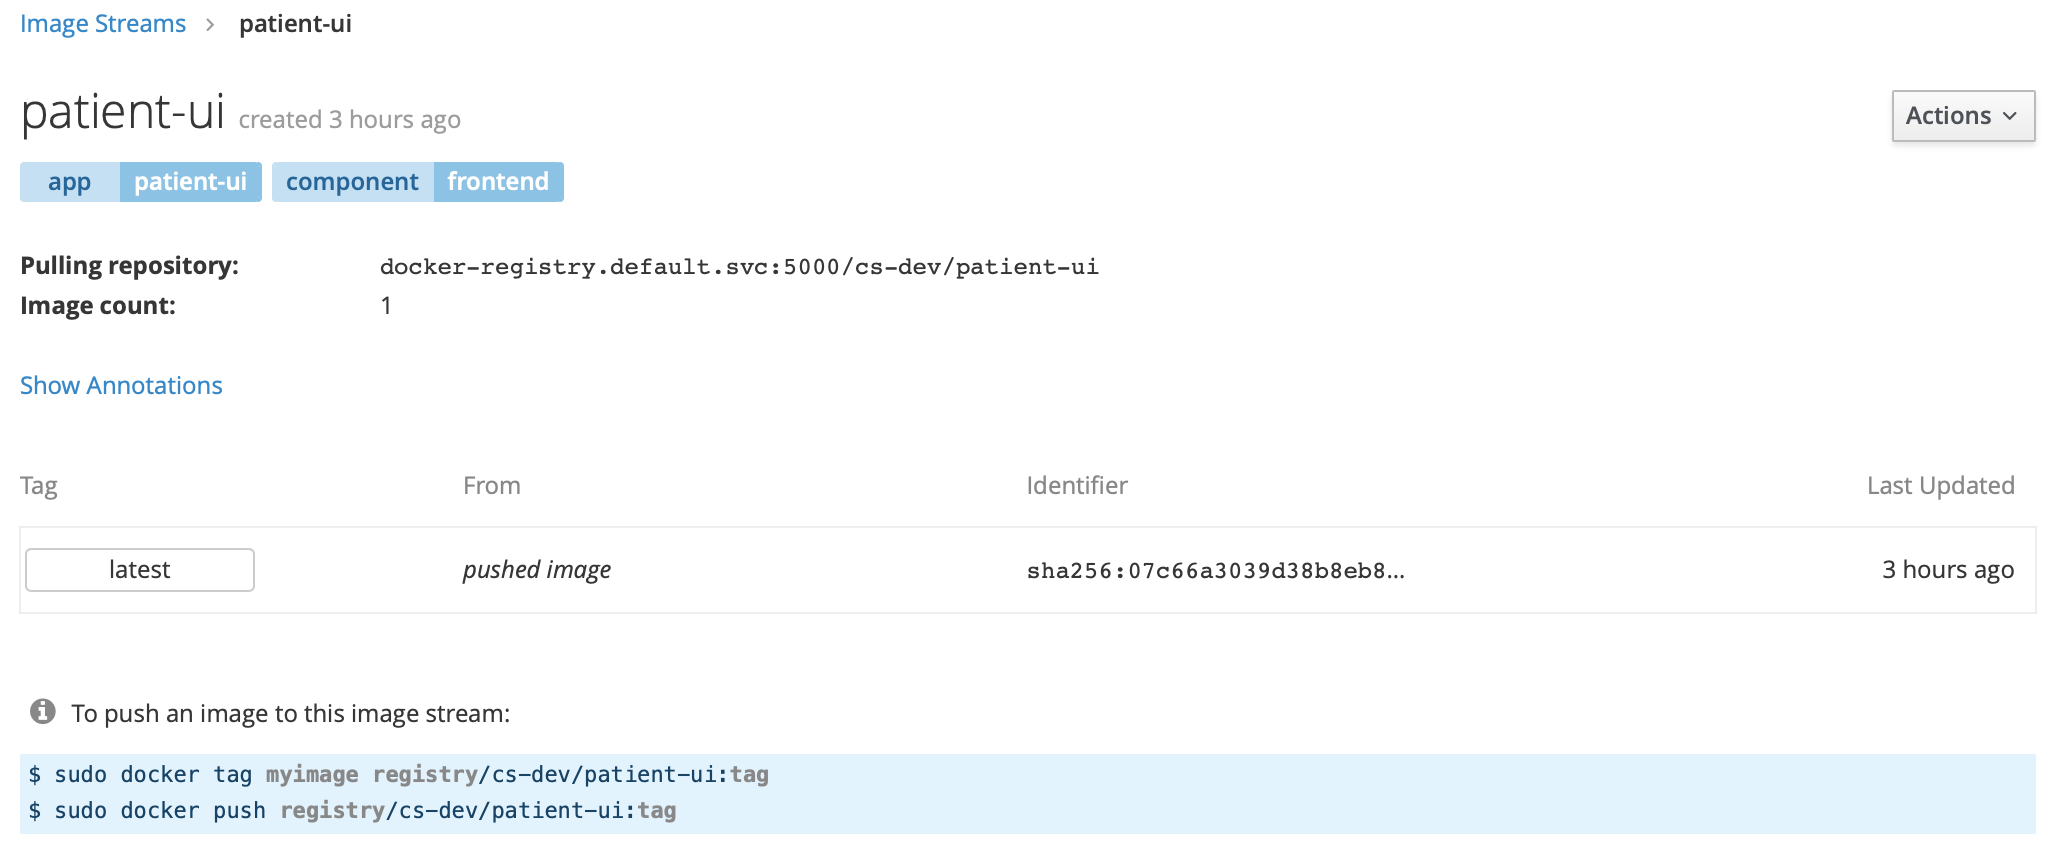 Image Streams > patient-ui
patient-ui created 3 hours ago
Actions
app patient-ui component frontend
Pulling repository: docker-registry.default.svc:5000/cs-dev/patient-ui
Image count: 1
Show Annotations
Tag From Identifier Last Updated
latest pushed image sha256:07c66a3039d38b8eb8... 3 hours ago
To push an image to this image stream:
$ sudo docker tag myimage registry/cs-dev/patient-ui:tag
$ sudo docker push registry/cs-dev/patient-ui:tag